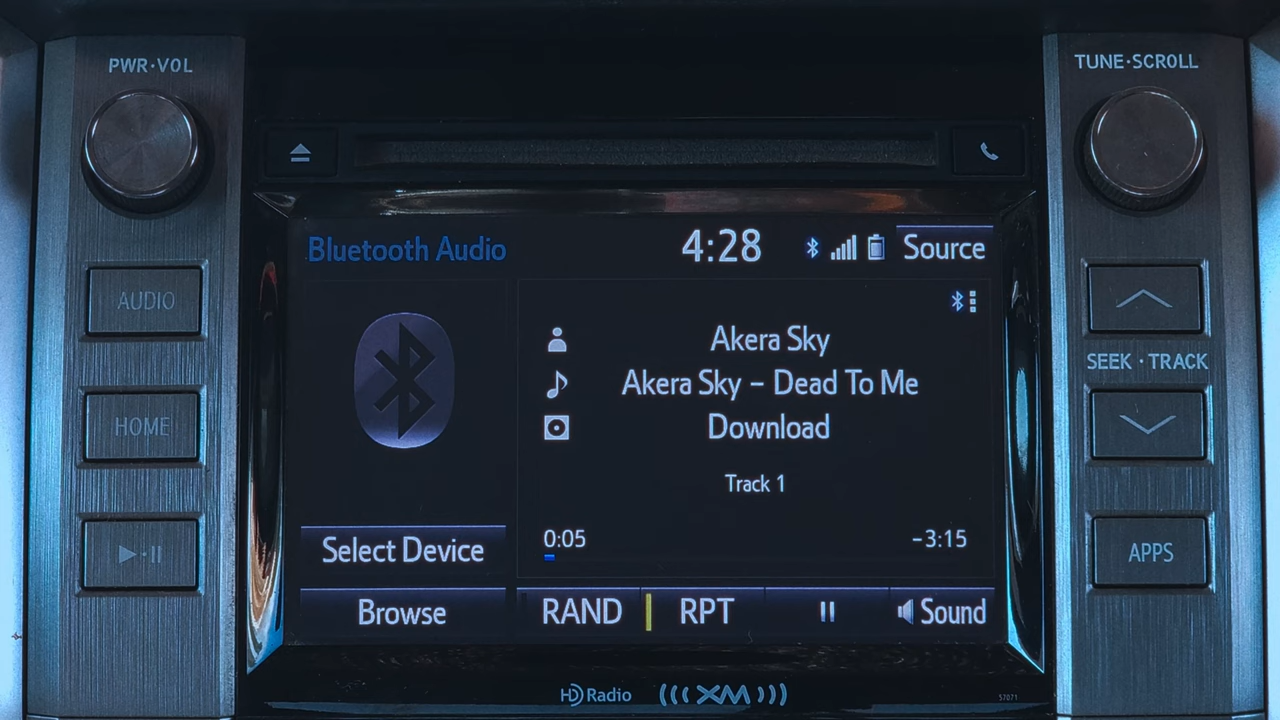 PWR·VOL
TUNE·SCROLL
Bluetooth Audio
4:28
Source
AUDIO
Akera Sky
SEEK · TRACK
Akera Sky – Dead To Me
HOME
Download
Track 1
0:05
-3:15
Select Device
APPS
Browse
RAND
RPT
Sound
HD Radio
XM
57071